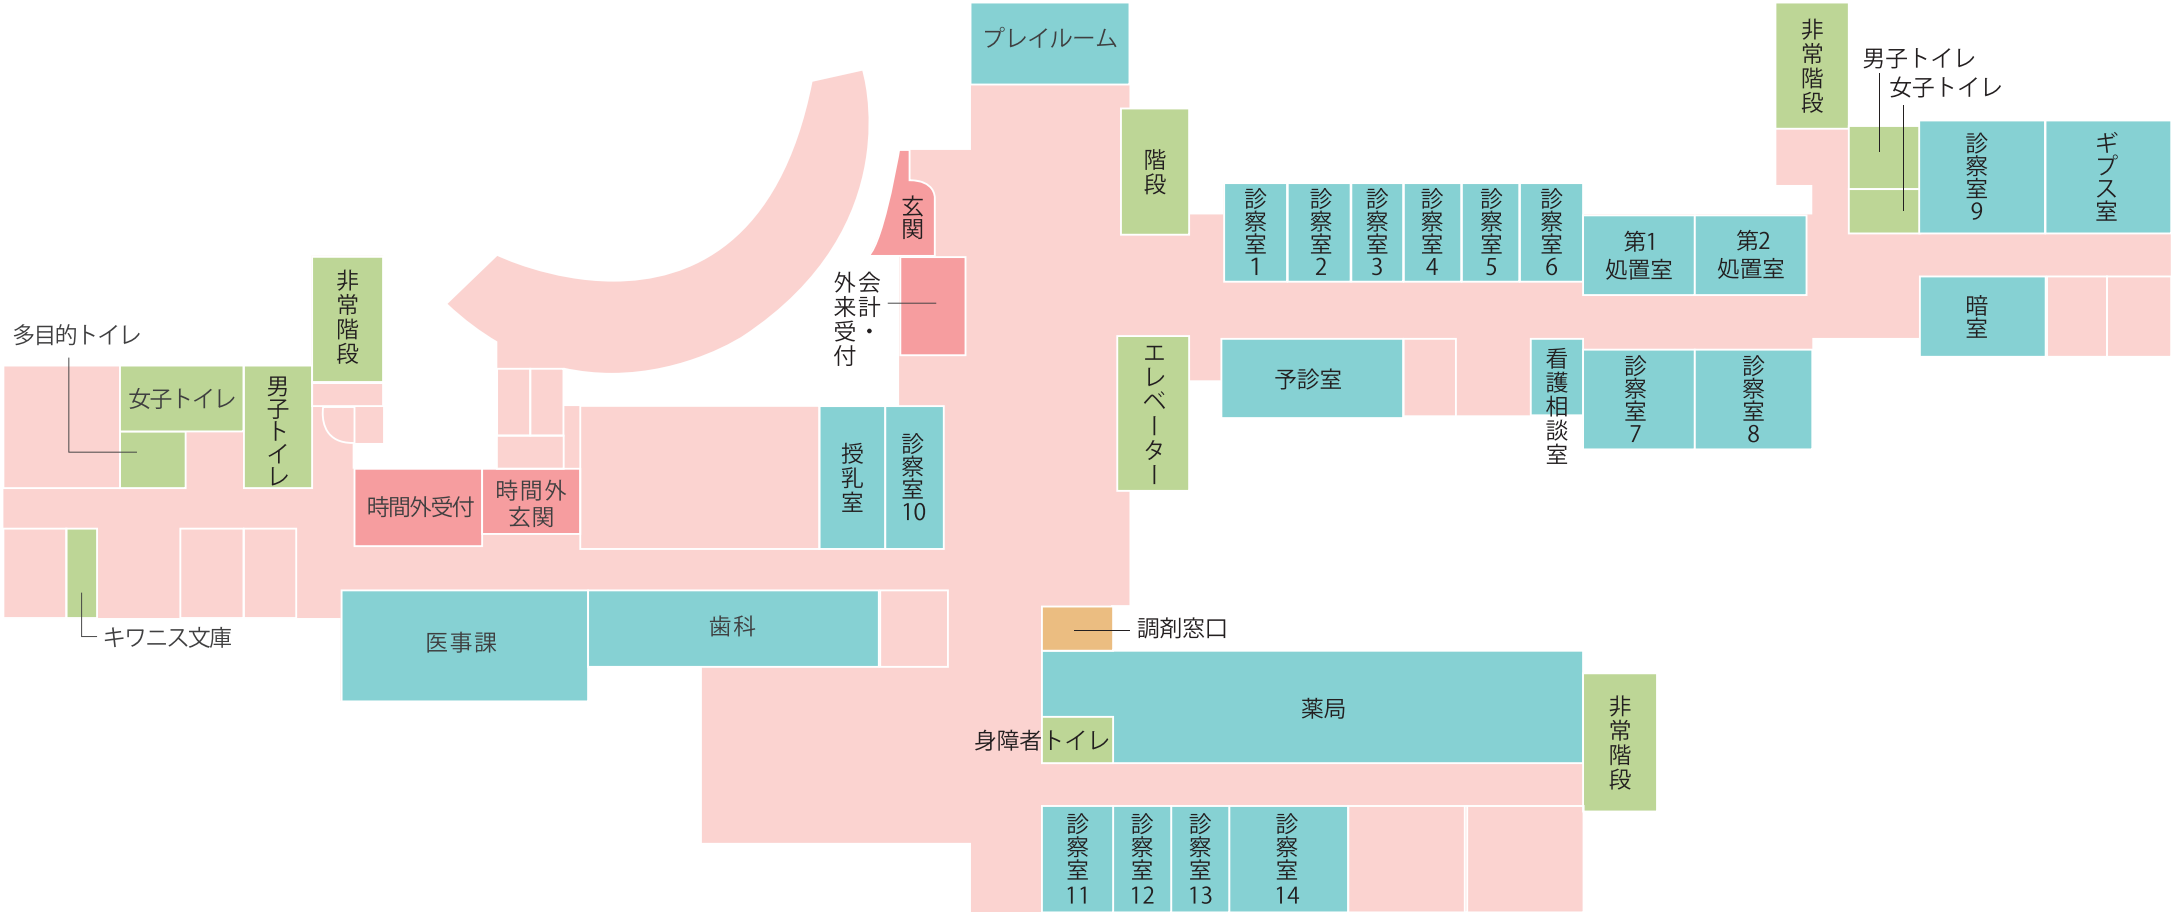 プレイルーム
非常階段
男子トイレ
女子トイレ
診察室9
ギプス室
階段
玄関
診察室1
診察室2
診察室3
診察室4
診察室5
診察室6
第1
処置室
第2
処置室
会計・
外来受付
非常階段
暗室
多目的トイレ
女子トイレ
男子トイレ
エレベーター
予診室
看護相談室
診察室7
診察室8
時間外受付
時間外
玄関
授乳室
診察室10
キワニス文庫
医事課
歯科
調剤窓口
薬局
身障者トイレ
非常階段
診察室11
診察室12
診察室13
診察室14